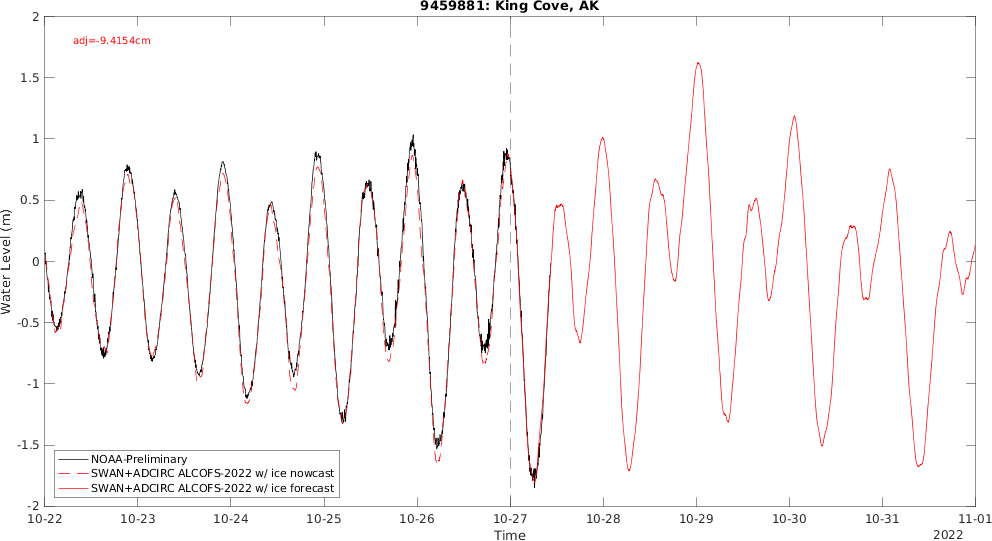 9459881: King Cove, AK
adj=-9.4154cm
Water Level (m)
2
1.5
1
0.5
0
-0.5
-1
-1.5
-2
NOAA-Preliminary
SWAN+ADCIRC ALCOFS-2022 w/ ice nowcast
SWAN+ADCIRC ALCOFS-2022 w/ ice forecast
10-22 10-23 10-24 10-25 10-26 10-27 10-28 10-29 10-30 10-31 11-01
Time
2022